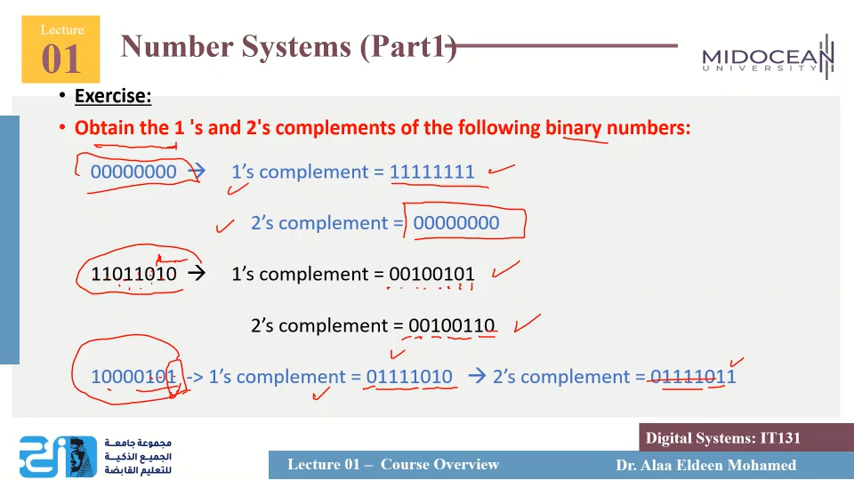 Lecture
01
Number Systems (Part1)
MIDOCEAN
UNIVERSITY
• Exercise:
• Obtain the 1 's and 2's complements of the following binary numbers:
00000000 → 1's complement = 11111111
2's complement = 00000000
11011010 → 1's complement = 00100101
2's complement = 00100110
10000101 -> 1's complement = 01111010 → 2's complement = 01111011
مجموعة جامعة
الجميع الذكية
للتعليم القابضة
Digital Systems: IT131
Lecture 01 – Course Overview
Dr. Alaa Eldeen Mohamed